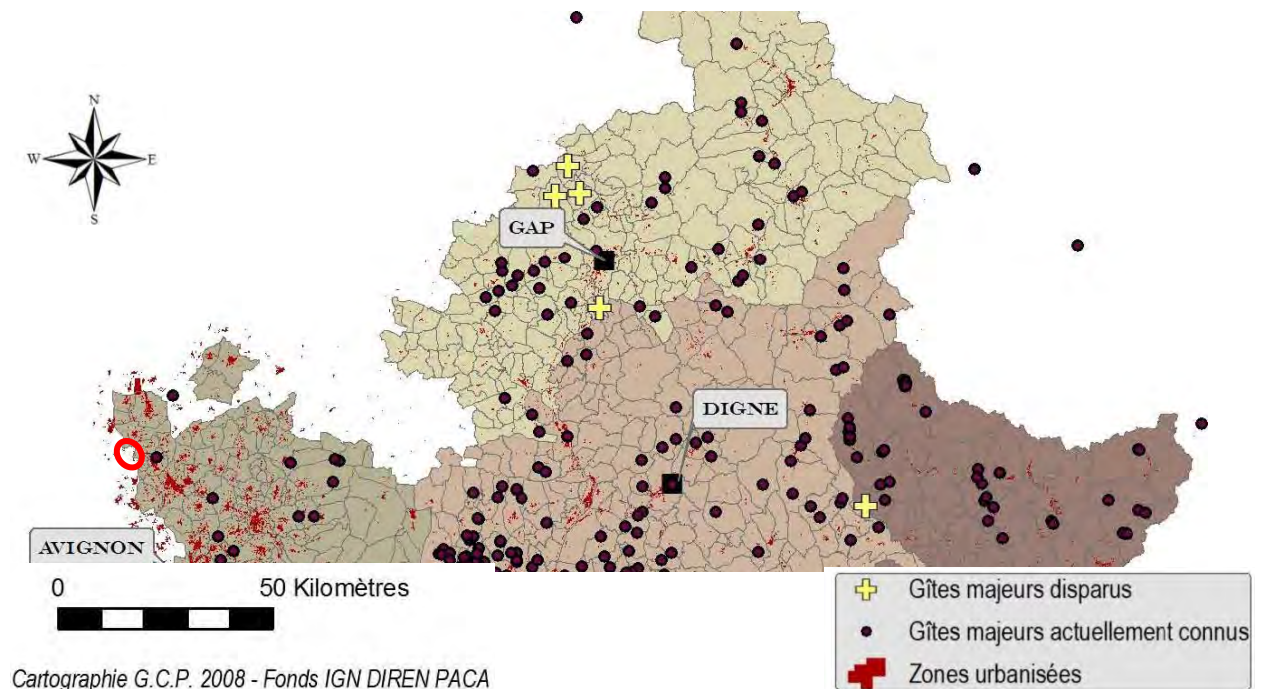 N
W E
S
GAP
DIGNE
AVIGNON
0 50 Kilomètres
Gîtes majeurs disparus
Gîtes majeurs actuellement connus
Zones urbanisées
Cartographie G.C.P. 2008 - Fonds IGN DIREN PACA